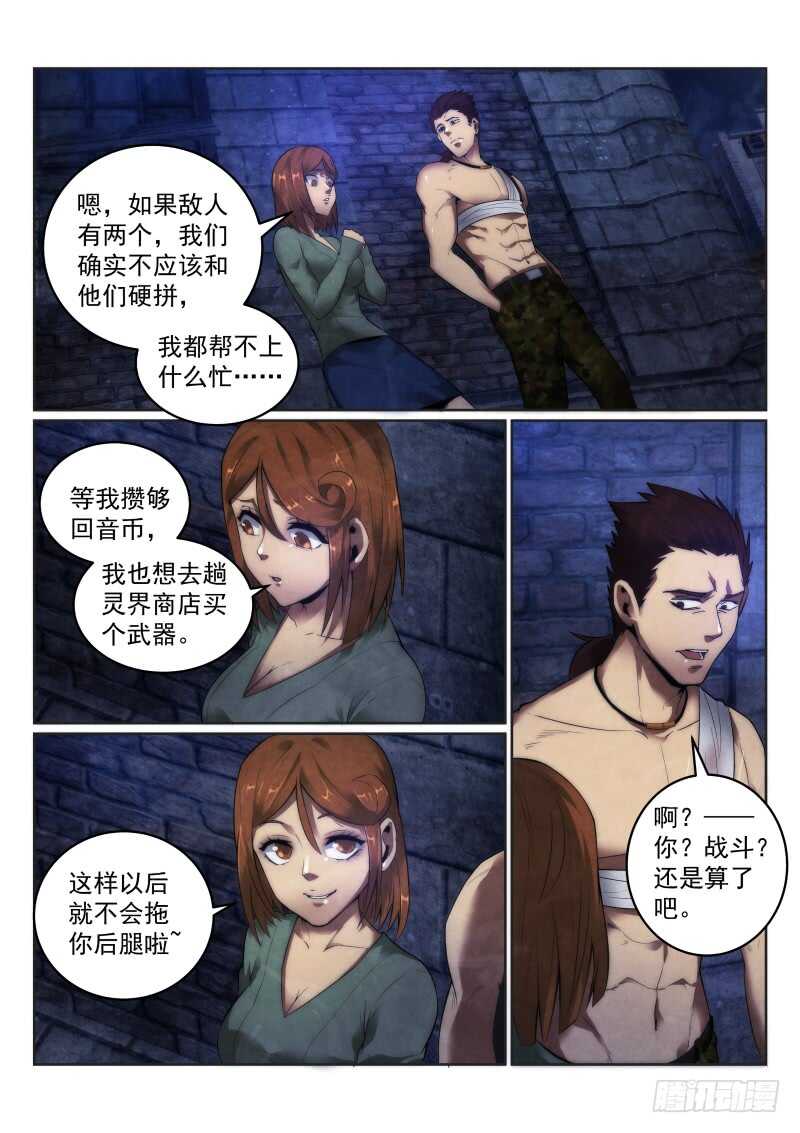 嗯，如果敌人
有两个，我们
确实不应该和
他们硬拼，
我都帮不上
什么忙……
等我攒够
回音币，
我也想去趟
灵界商店买
个武器。
这样以后
就不会拖
你后腿啦~
啊？——
你？战斗？
还是算了
吧。
腾讯动漫